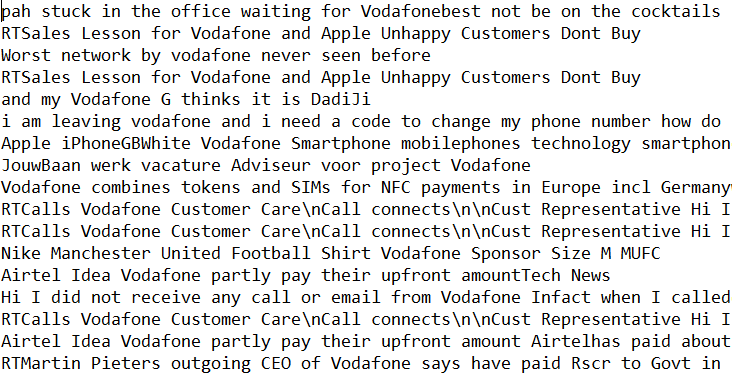 pah stuck in the office waiting for Vodafonebest not be on the cocktails
RTSales Lesson for Vodafone and Apple Unhappy Customers Dont Buy
Worst network by vodafone never seen before
RTSales Lesson for Vodafone and Apple Unhappy Customers Dont Buy
and my Vodafone G thinks it is DadiJi
i am leaving vodafone and i need a code to change my phone number how do
Apple iPhoneGBWhite Vodafone Smartphone mobilephones technology smartphon
JouwBaan werk vacature Adviseur voor project Vodafone
Vodafone combines tokens and SIMs for NFC payments in Europe incl Germany
RTCalls Vodafone Customer Care\nCall connects\n\nCust Representative Hi I
RTCalls Vodafone Customer Care\nCall connects\n\nCust Representative Hi I
Nike Manchester United Football Shirt Vodafone Sponsor Size M MUFC
Airtel Idea Vodafone partly pay their upfront amountTech News
Hi I did not receive any call or email from Vodafone Infact when I called
RTCalls Vodafone Customer Care\nCall connects\n\nCust Representative Hi I
Airtel Idea Vodafone partly pay their upfront amount Airtelhas paid about
RTMartin Pieters outgoing CEO of Vodafone says have paid Rscr to Govt in